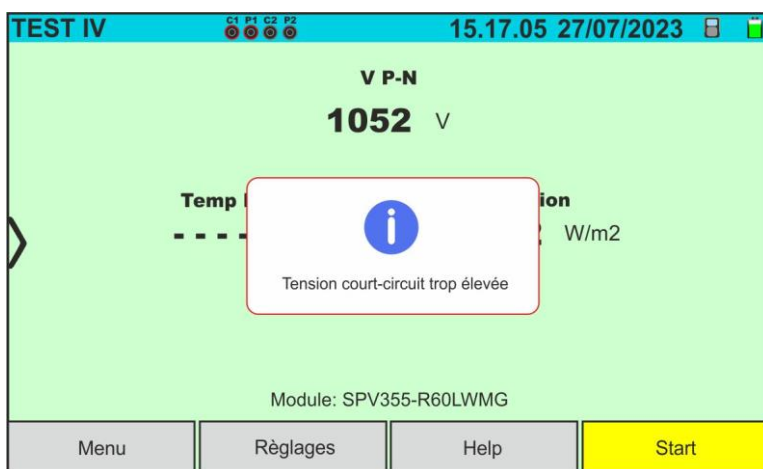 TEST IV C1 P1 C2 P2 15.17.05 27/07/2023
V P-N
1052 V
Temp ion
- - - - W/m2
Tension court-circuit trop élevée
Module: SPV355-R60LWMG
Menu Règlages Help Start